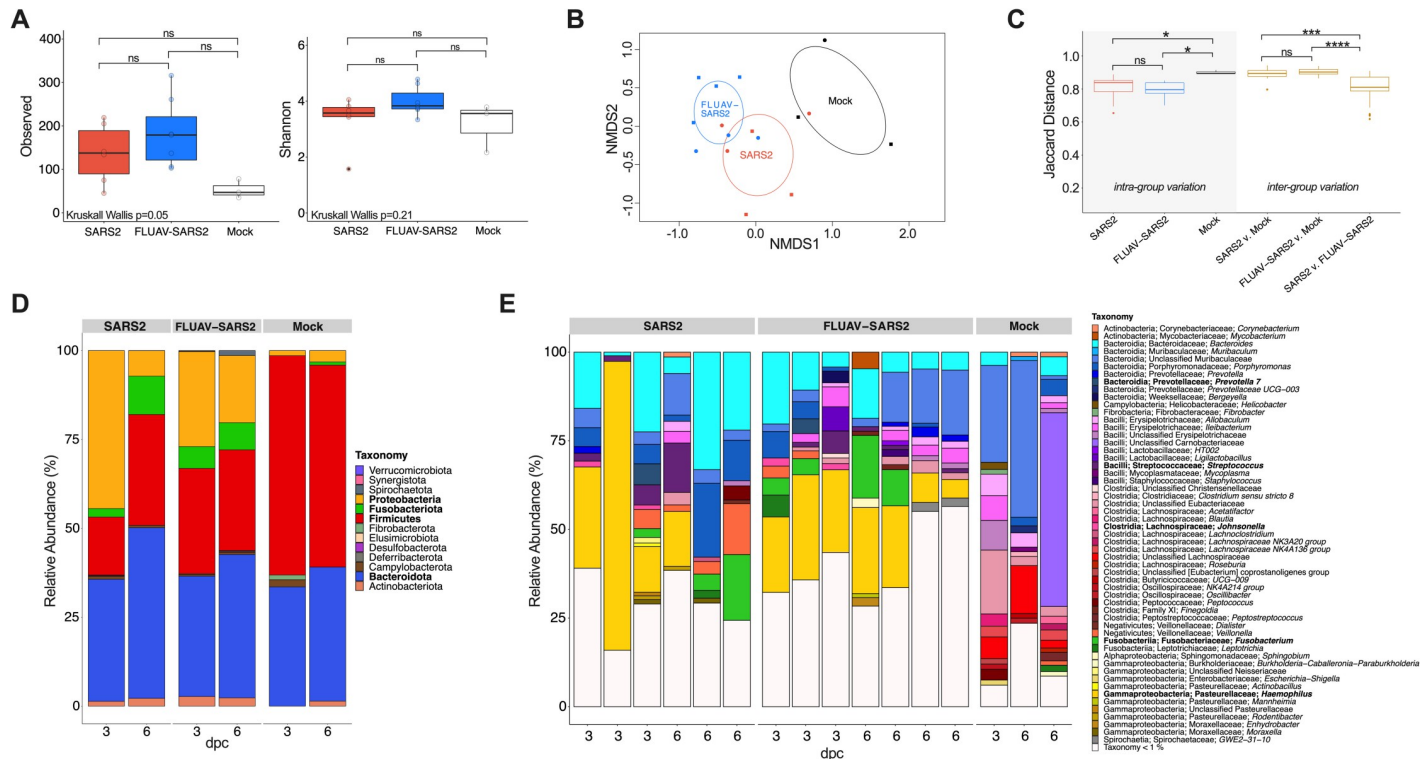 A
400
300
200
100
0
Observed
ns
ns
ns
Kruskall Wallis p=0.05
SARS2
FLUAV-SARS2
Mock
6
4
2
0
Shannon
ns
ns
ns
Kruskall Wallis p=0.21
SARS2
FLUAV-SARS2
Mock
B
1.0
0.5
0.0
-0.5
-1.0
NMDS2
FLUAV-
SARS2
SARS2
Mock
-1.0
0.0
1.0
2.0
NMDS1
C
1.0
0.8
0.6
0.4
0.2
Jaccard Distance
*
ns
*
***
ns
****
intra-group variation
inter-group variation
SARS2
FLUAV-SARS2
Mock
SARS2 v. Mock
FLUAV-SARS2 v. Mock
SARS2 v. FLUAV-SARS2
D
SARS2
FLUAV-SARS2
Mock
100
75
50
25
0
Relative Abundance (%)
3 6 3 6 3 6
dpc
Taxonomy
Verrucomicrobiota
Synergistota
Spirochaetota
Proteobacteria
Fusobacteriota
Firmicutes
Fibrobacterota
Elusimicrobiota
Desulfobacterota
Deferribacterota
Campylobacterota
Bacteroidota
Actinobacteriota
E
SARS2
FLUAV-SARS2
Mock
100
75
50
25
0
Relative Abundance (%)
3 3 3 6 6 6 3 3 3 6 6 6 6 3 6 6
dpc
Taxonomy
Actinobacteria; Corynebacteriaceae; Corynebacterium
Actinobacteria; Mycobacteriaceae; Mycobacterium
Bacteroidia; Bacteroidaceae; Bacteroides
Bacteroidia; Muribaculaceae; Muribaculum
Bacteroidia; Unclassified Muribaculaceae
Bacteroidia; Porphyromonadaceae; Porphyromonas
Bacteroidia; Prevotellaceae; Prevotella
Bacteroidia; Prevotellaceae; Prevotella 7
Bacteroidia; Prevotellaceae; Prevotellaceae UCG-003
Bacteroidia; Weeksellaceae; Bergeyella
Campylobacteria; Helicobacteraceae; Helicobacter
Fibrobacteria; Fibrobacteraceae; Fibrobacter
Bacilli; Erysipelotrichaceae; Allobaculum
Bacilli; Erysipelotrichaceae; Ileibacterium
Bacilli; Unclassified Erysipelotrichaceae
Bacilli; Unclassified Carnobacteriaceae
Bacilli; Lactobacillaceae; HT002
Bacilli; Lactobacillaceae; Ligilactobacillus
Bacilli; Streptococcaceae; Streptococcus
Bacilli; Mycoplasmataceae; Mycoplasma
Bacilli; Staphylococcaceae; Staphylococcus
Clostridia; Unclassified Christensenellaceae
Clostridia; Clostridiaceae; Clostridium sensu stricto 8
Clostridia; Unclassified Eubacteriaceae
Clostridia; Lachnospiraceae; Acetatifactor
Clostridia; Lachnospiraceae; Blautia
Clostridia; Lachnospiraceae; Johnsonella
Clostridia; Lachnospiraceae; Lachnoclostridium
Clostridia; Lachnospiraceae; Lachnospiraceae NK3A20 group
Clostridia; Lachnospiraceae; Lachnospiraceae NK4A136 group
Clostridia; Unclassified Lachnospiraceae
Clostridia; Lachnospiraceae; Roseburia
Clostridia; Unclassified [Eubacterium] coprostanoligenes group
Clostridia; Butyricicoccaceae; UCG-009
Clostridia; Oscillospiraceae; NK4A214 group
Clostridia; Oscillospiraceae; Oscillibacter
Clostridia; Peptococcaceae; Peptococcus
Clostridia; Family XI; Finegoldia
Clostridia; Peptostreptococcaceae; Peptostreptococcus
Negativicutes; Veillonellaceae; Dialister
Negativicutes; Veillonellaceae; Veillonella
Fusobacteriia; Fusobacteriaceae; Fusobacterium
Fusobacteriia; Leptotrichiaceae; Leptotrichia
Alphaproteobacteria; Sphingomonadaceae; Sphingobium
Gammaproteobacteria; Burkholderiaceae; Burkholderia-Caballeronia-Paraburkholderia
Gammaproteobacteria; Unclassified Neisseriaceae
Gammaproteobacteria; Enterobacteriaceae; Escherichia-Shigella
Gammaproteobacteria; Pasteurellaceae; Actinobacillus
Gammaproteobacteria; Pasteurellaceae; Haemophilus
Gammaproteobacteria; Pasteurellaceae; Mannheimia
Gammaproteobacteria; Unclassified Pasteurellaceae
Gammaproteobacteria; Pasteurellaceae; Rodentibacter
Gammaproteobacteria; Moraxellaceae; Enhydrobacter
Gammaproteobacteria; Moraxellaceae; Moraxella
Spirochaetia; Spirochaetaceae; GWE2-31-10
Taxonomy < 1 %